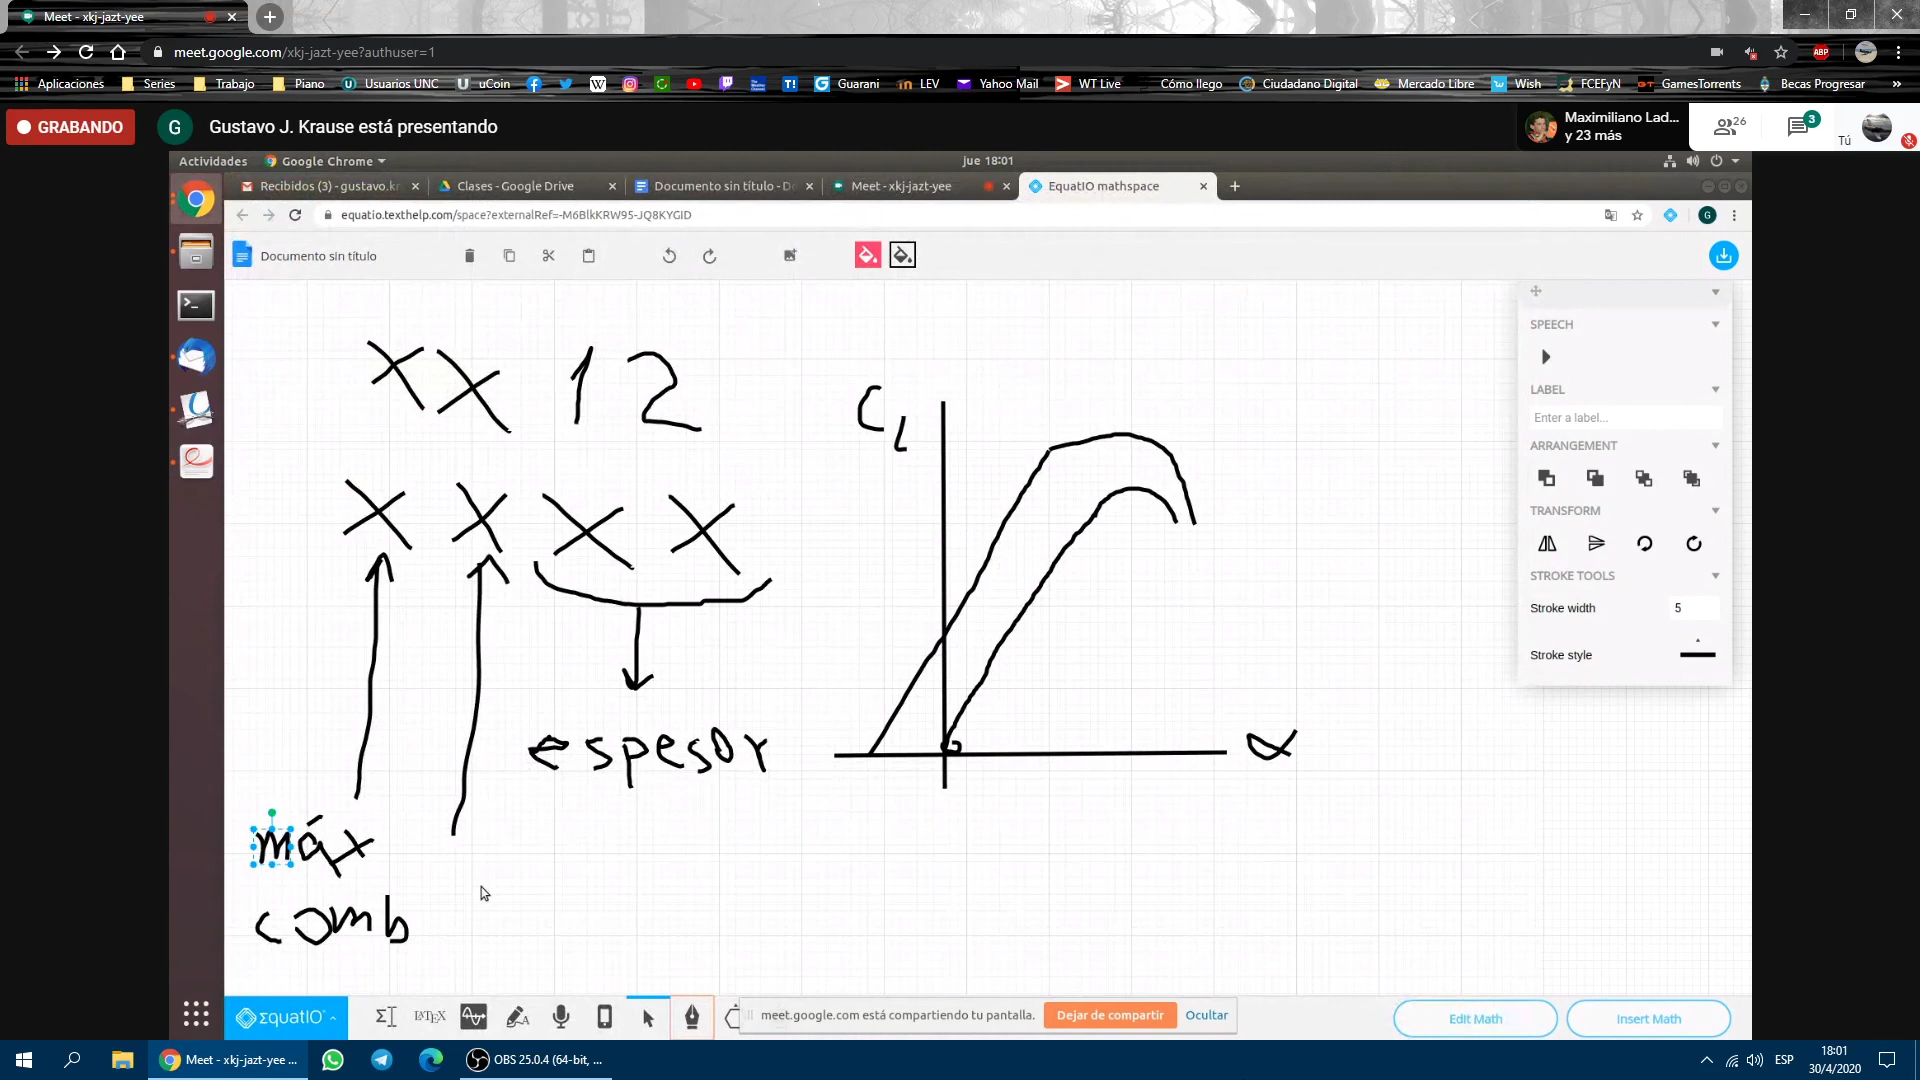 Meet - xkj-jazt-yee
meet.google.com/xkj-jazt-yee?authuser=1
ABP
Aplicaciones Series Trabajo Piano Usuarios UNC uCoin Guarani LEV Yahoo Mail WT Live Cómo llego Ciudadano Digital Mercado Libre Wish FCEFyN GamesTorrents Becas Progresar »
GRABANDO G Gustavo J. Krause está presentando
Maximiliano Lad...
y 23 más
26
3
Tú
Actividades Google Chrome jue 18:01
Recibidos (3) - gustavo.kr Clases - Google Drive Documento sin título - Do Meet - xkj-jazt-yee EquatIO mathspace
equatio.texthelp.com/space?externalRef=-M6BlkKRW95-JQ8KYGID G
Documento sin título
SPEECH
LABEL
Enter a label...
ARRANGEMENT
TRANSFORM
STROKE TOOLS
Stroke width 5
Stroke style
XX 12
X X X X
espesor
máx
comb
CL
α
EquatIO LATEX meet.google.com está compartiendo tu pantalla. Dejar de compartir Ocultar Edit Math Insert Math
Meet - xkj-jazt-yee ... OBS 25.0.4 (64-bit, ... ESP 18:01
30/4/2020